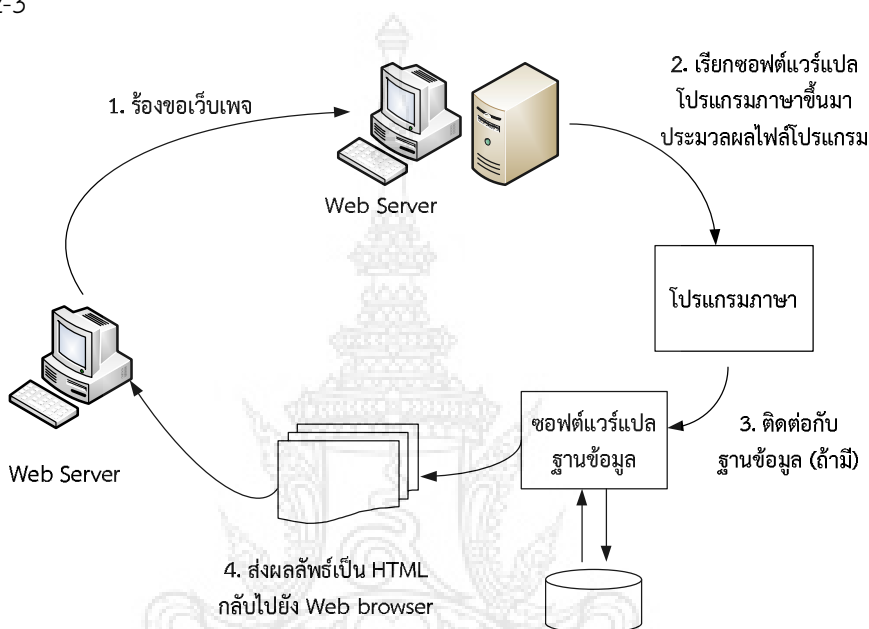 2-3
1. ร้องขอเว็บเพจ
2. เรียกซอฟต์แวร์แปล
โปรแกรมภาษาขึ้นมา
ประมวลผลไฟล์โปรแกรม
Web Server
โปรแกรมภาษา
ซอฟต์แวร์แปล
ฐานข้อมูล
3. ติดต่อกับ
ฐานข้อมูล (ถ้ามี)
Web Server
4. ส่งผลลัพธ์เป็น HTML
กลับไปยัง Web browser